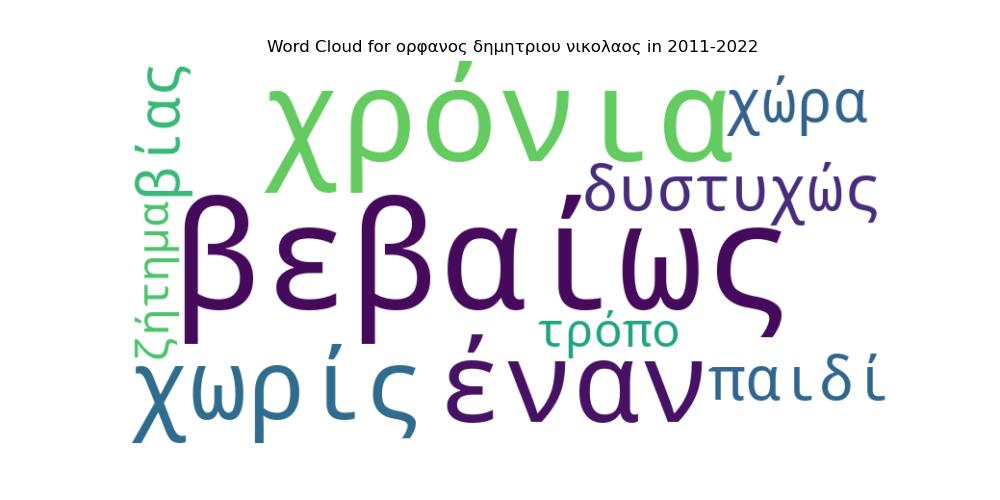 Word Cloud for ορφανος δημητριου νικολαος in 2011-2022
χρόνια
χώρα
βίας
δυστυχώς
βεβαίως
ζήτημα
τρόπο
χωρίς
έναν
παιδί